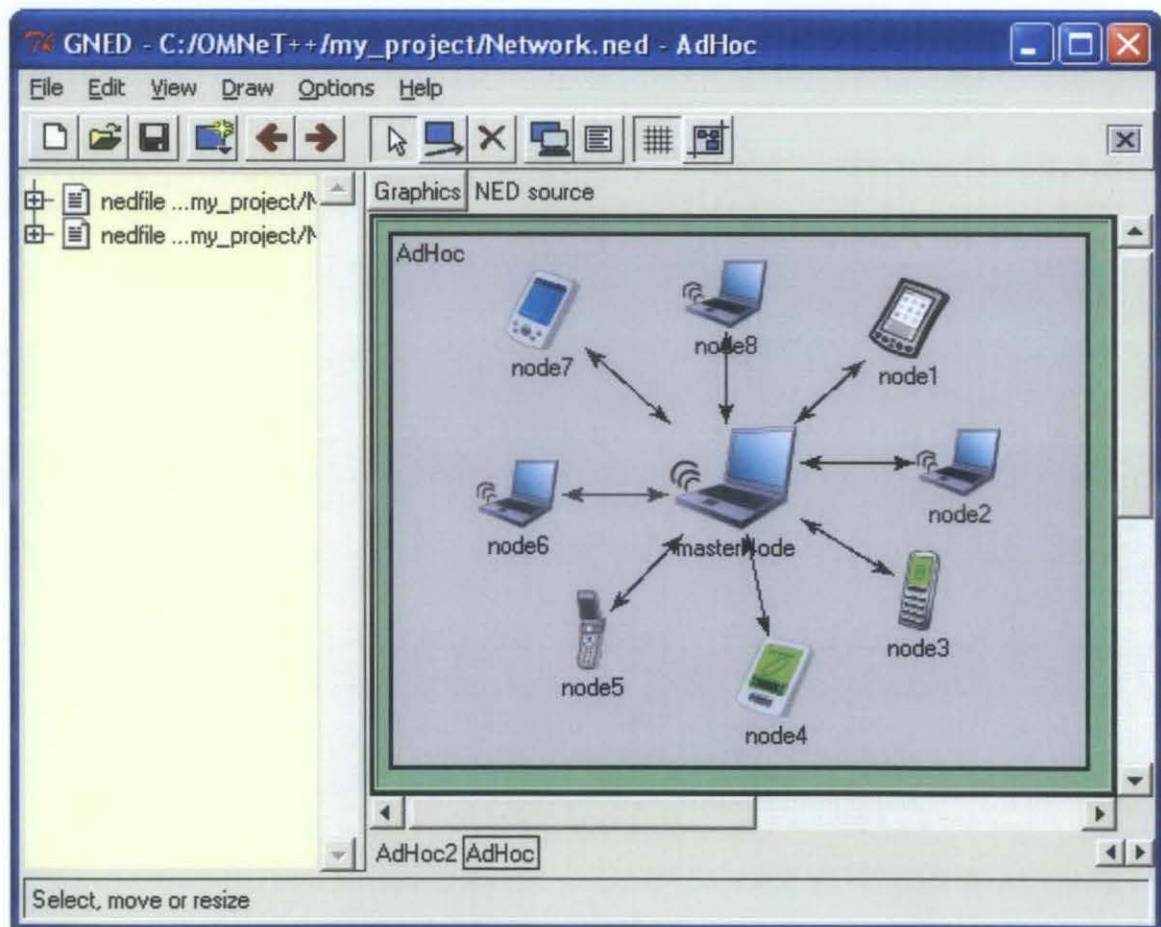 GNED - C:/OMNeT++/my_project/Network.ned - AdHoc
File Edit View Draw Options Help
nedfile ...my_project/N
nedfile ...my_project/N
Graphics NED source
AdHoc
node7
node8
node1
node2
node6
masterNode
node3
node5
node4
AdHoc2 AdHoc
Select, move or resize